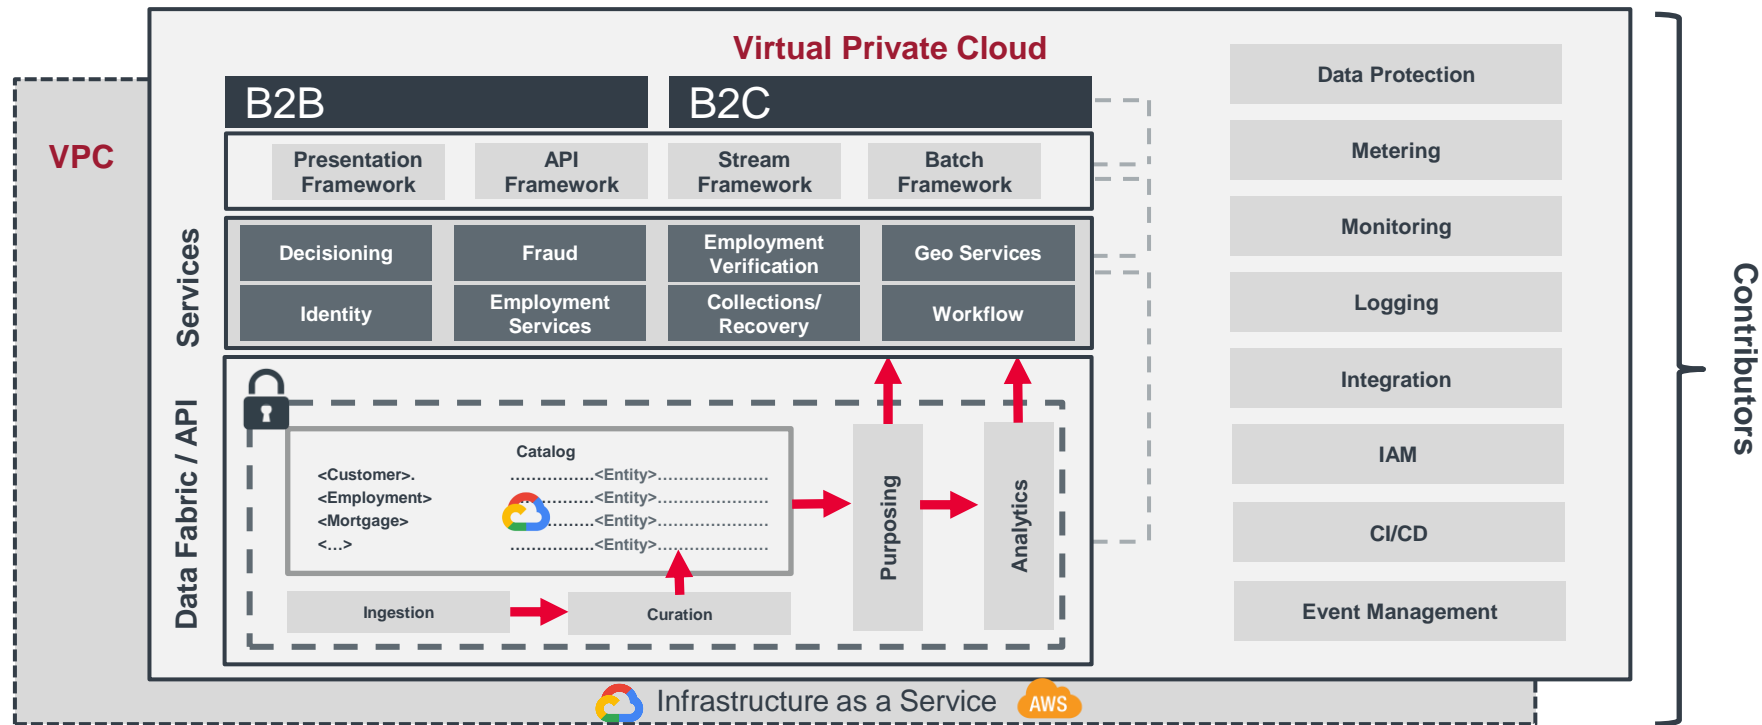 Virtual Private Cloud
VPC
B2B
B2C
Presentation
Framework
API
Framework
Stream
Framework
Batch
Framework
Services
Decisioning
Fraud
Employment
Verification
Geo Services
Identity
Employment
Services
Collections/
Recovery
Workflow
Data Fabric / API
Catalog
<Customer>.
................<Entity>.....................
<Employment>
<Entity>.....................
<Mortgage>
<Entity>.....................
<...>
................<Entity>.....................
Ingestion
Curation
Purposing
Analytics
Data Protection
Metering
Monitoring
Logging
Integration
IAM
CI/CD
Event Management
Contributors
Infrastructure as a Service
AWS